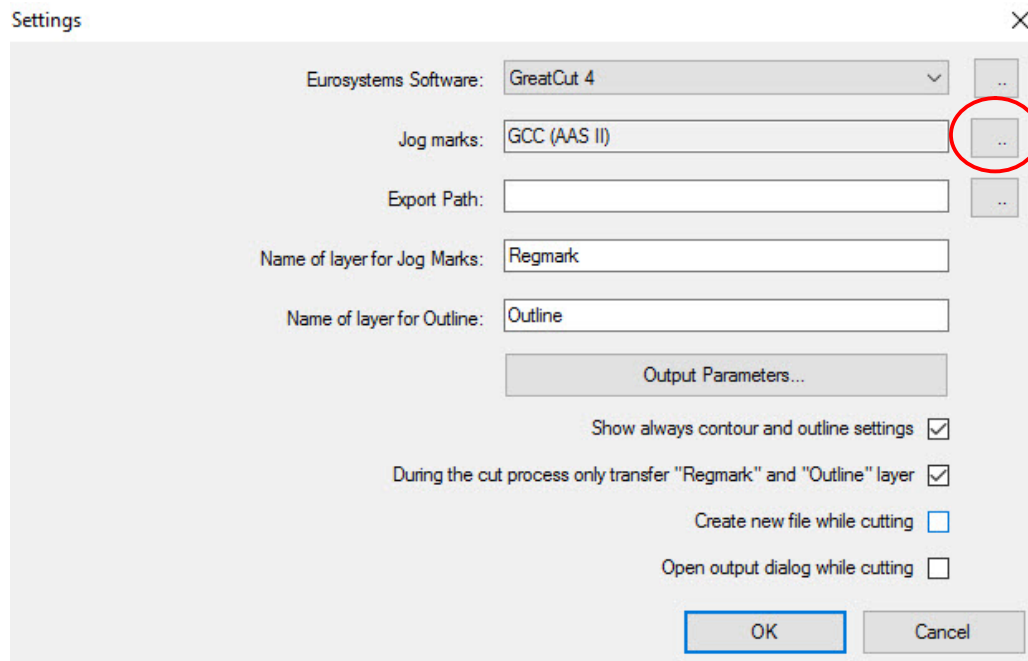 Settings
Eurosystems Software: GreatCut 4 ..
Jog marks: GCC (AAS II) ..
Export Path: ..
Name of layer for Jog Marks: Regmark
Name of layer for Outline: Outline
Output Parameters...
Show always contour and outline settings
During the cut process only transfer "Regmark" and "Outline" layer
Create new file while cutting
Open output dialog while cutting
OK Cancel